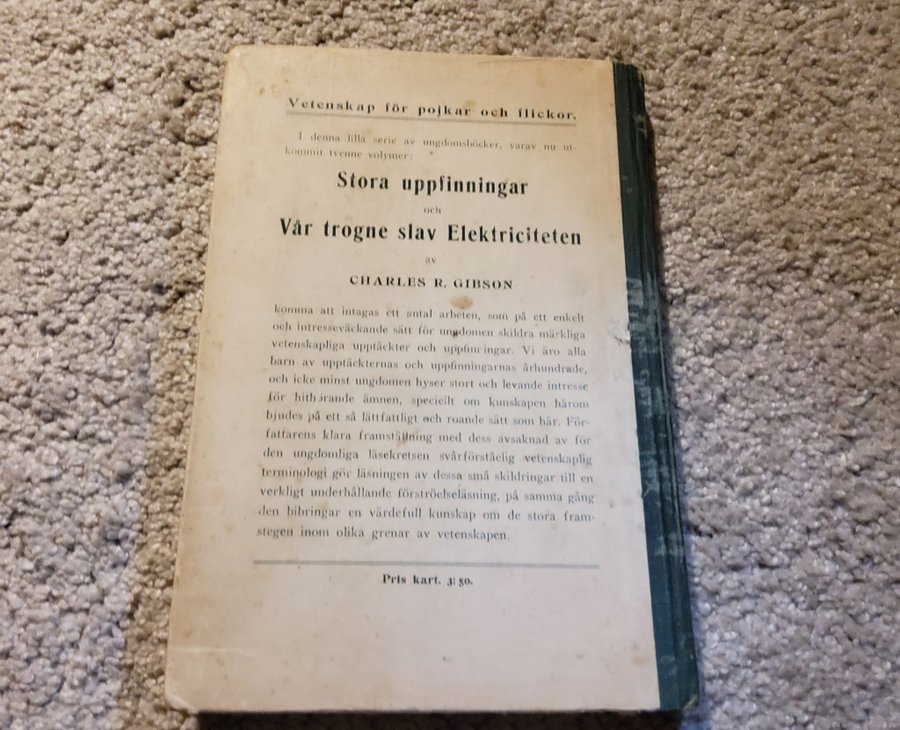 Vetenskap för pojkar och flickor.
I denna lilla serie av ungdomsböcker, varav nu ut-
kommit tvenne volymer:
Stora uppfinningar
och
Vår trogne slav Elektriciteten
av
CHARLES R. GIBSON
komma att intagas ett antal arbeten, som på ett enkelt
och intresseväckande sätt för ungdomen skildra märkliga
vetenskapliga upptäckter och uppfinningar. Vi äro alla
barn av upptäckternas och uppfinningarnas århundrade,
och icke minst ungdomen hyser stort och levande intresse
för hithörande ämnen, speciellt om kunskapen härom
bjudes på ett så lättfattligt och roande sätt som här. För-
fattarens klara framställning med dess avsaknad av för
den ungdomliga läsekretsen svårförståelig vetenskaplig
terminologi gör läsningen av dessa små skildringar till en
verkligt underhållande förströelseläsning, på samma gång
den bibringar en värdefull kunskap om de stora fram-
stegen inom olika grenar av vetenskapen.
Pris kart. 3:50.